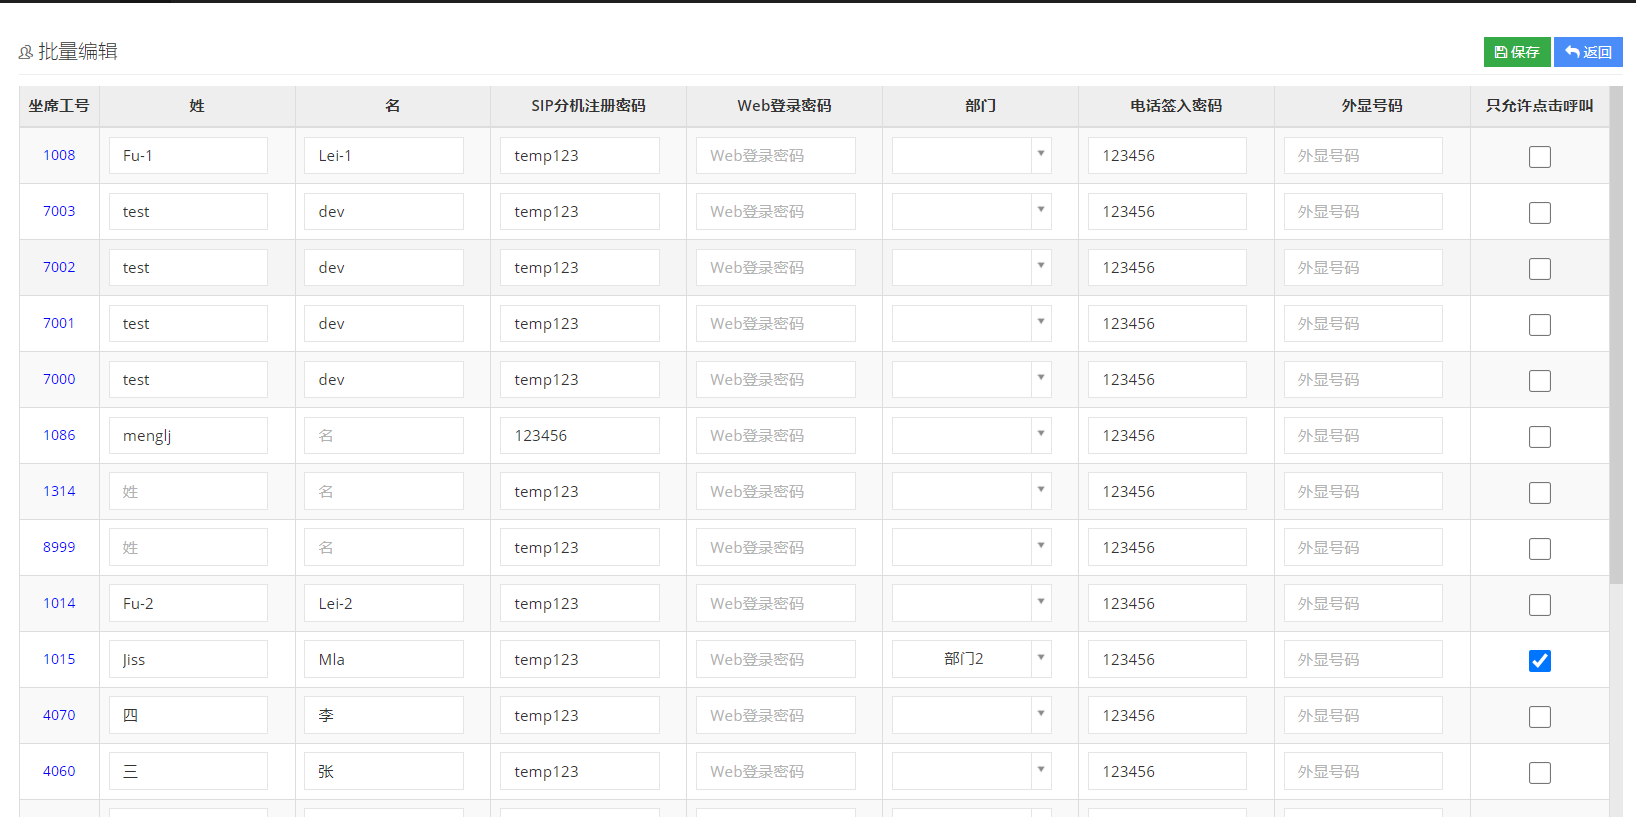 批量编辑
保存 返回
坐席工号 姓 名 SIP分机注册密码 Web登录密码 部门 电话签入密码 外显号码 只允许点击呼叫
1008 Fu-1 Lei-1 temp123 Web登录密码 123456 外显号码
7003 test dev temp123 Web登录密码 123456 外显号码
7002 test dev temp123 Web登录密码 123456 外显号码
7001 test dev temp123 Web登录密码 123456 外显号码
7000 test dev temp123 Web登录密码 123456 外显号码
1086 menglj 名 123456 Web登录密码 123456 外显号码
1314 姓 名 temp123 Web登录密码 123456 外显号码
8999 姓 名 temp123 Web登录密码 123456 外显号码
1014 Fu-2 Lei-2 temp123 Web登录密码 123456 外显号码
1015 Jiss Mla temp123 Web登录密码 部门2 123456 外显号码
4070 四 李 temp123 Web登录密码 123456 外显号码
4060 三 张 temp123 Web登录密码 123456 外显号码